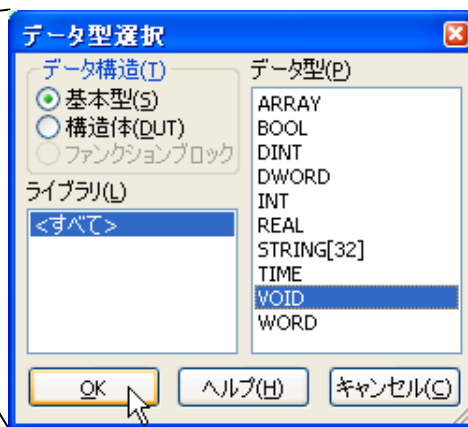 データ型選択
データ構造(T)
基本型(S)
構造体(DUT)
ファンクションブロック
ライブラリ(L)
<すべて>
データ型(P)
ARRAY
BOOL
DINT
DWORD
INT
REAL
STRING[32]
TIME
VOID
WORD
OK
ヘルプ(H)
キャンセル(C)